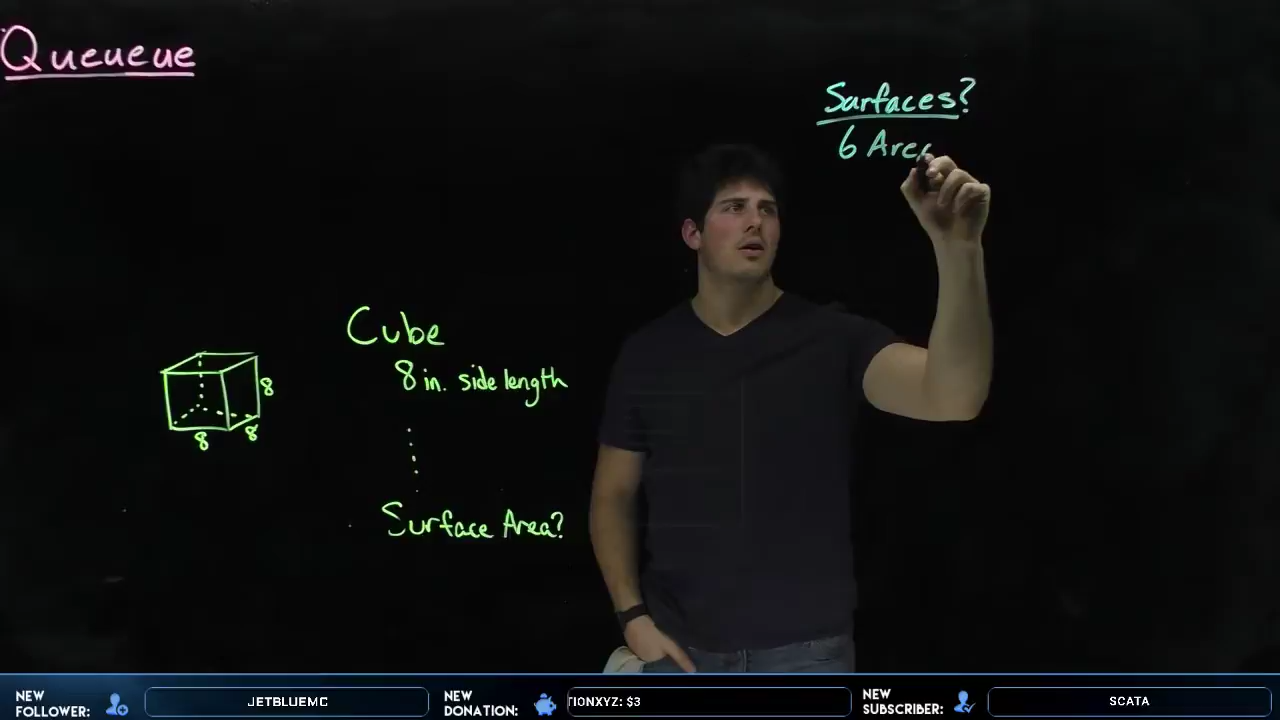 Queueue
Surfaces?
6 Area
Cube
8 in. side length
8
8
8
Surface Area?
NEW FOLLOWER:
JETBLUEMC
NEW DONATION:
TIONXYZ: $3
NEW SUBSCRIBER:
SCATA